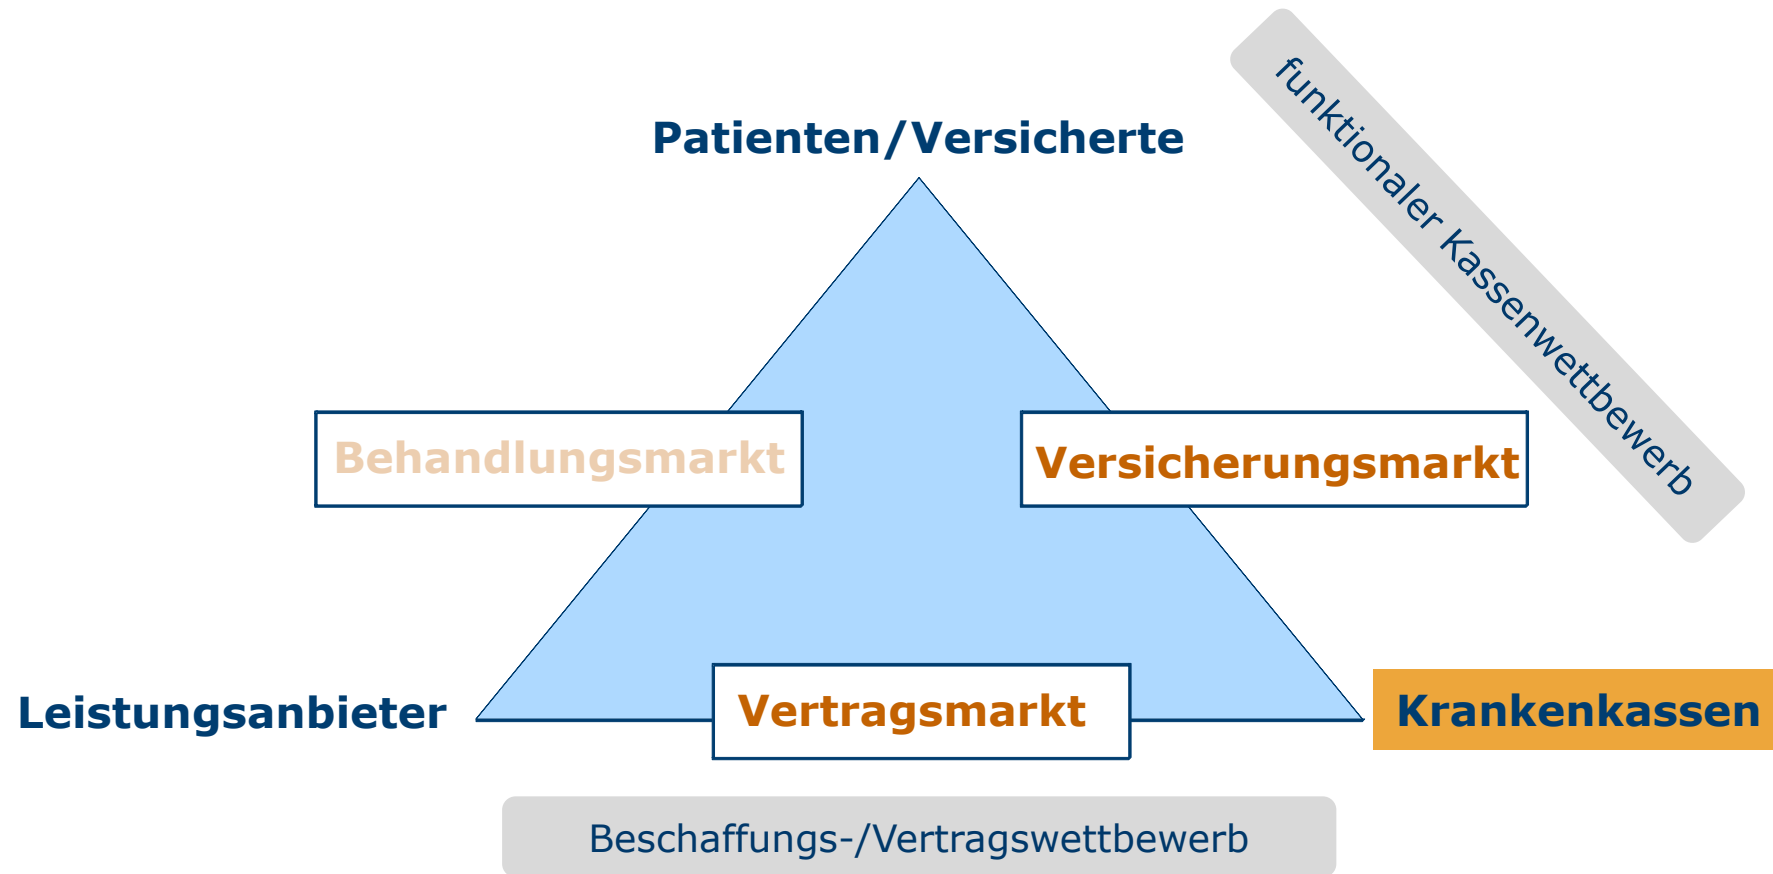 funktionaler Kassenwettbewerb
Patienten/Versicherte
Behandlungsmarkt
Versicherungsmarkt
Leistungsanbieter
Vertragsmarkt
Krankenkassen
Beschaffungs-/Vertragswettbewerb